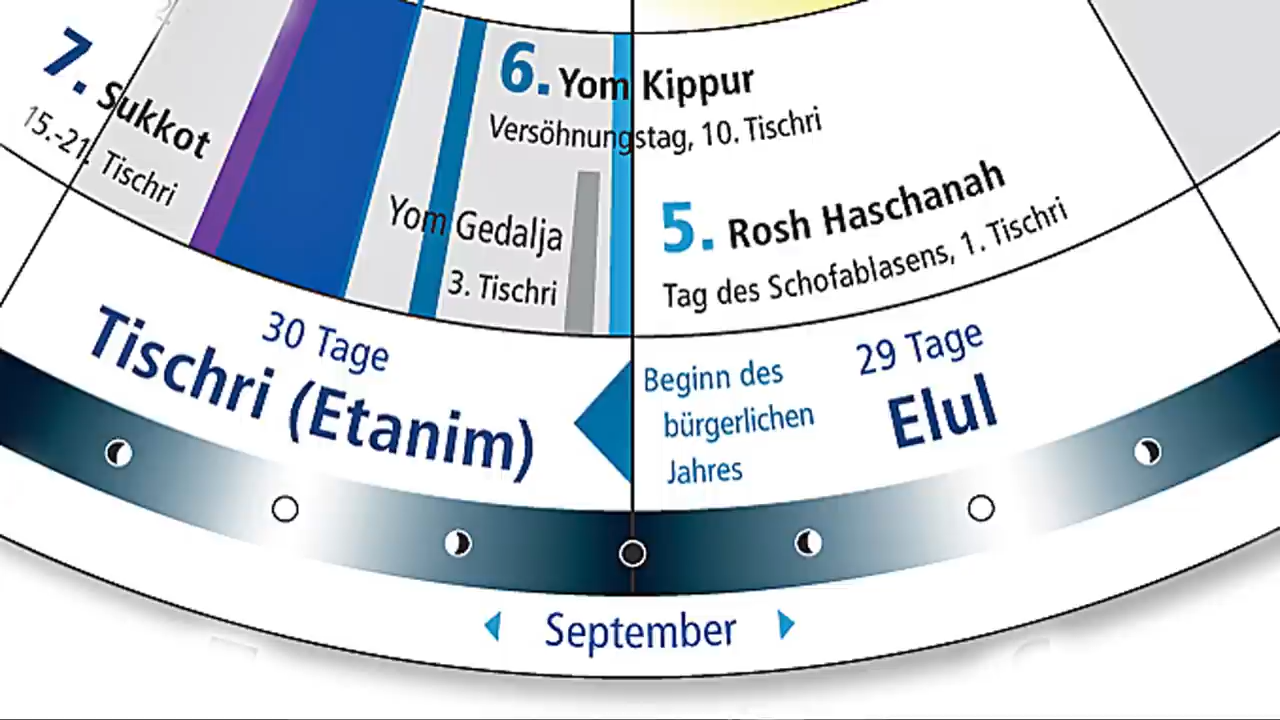 7. Sukkot
15.-21. Tischri
6. Yom Kippur
Versöhnungstag, 10. Tischri
Yom Gedalja
3. Tischri
5. Rosh Haschanah
Tag des Schofablasens, 1. Tischri
30 Tage
Tischri (Etanim)
Beginn des
bürgerlichen
Jahres
29 Tage
Elul
September